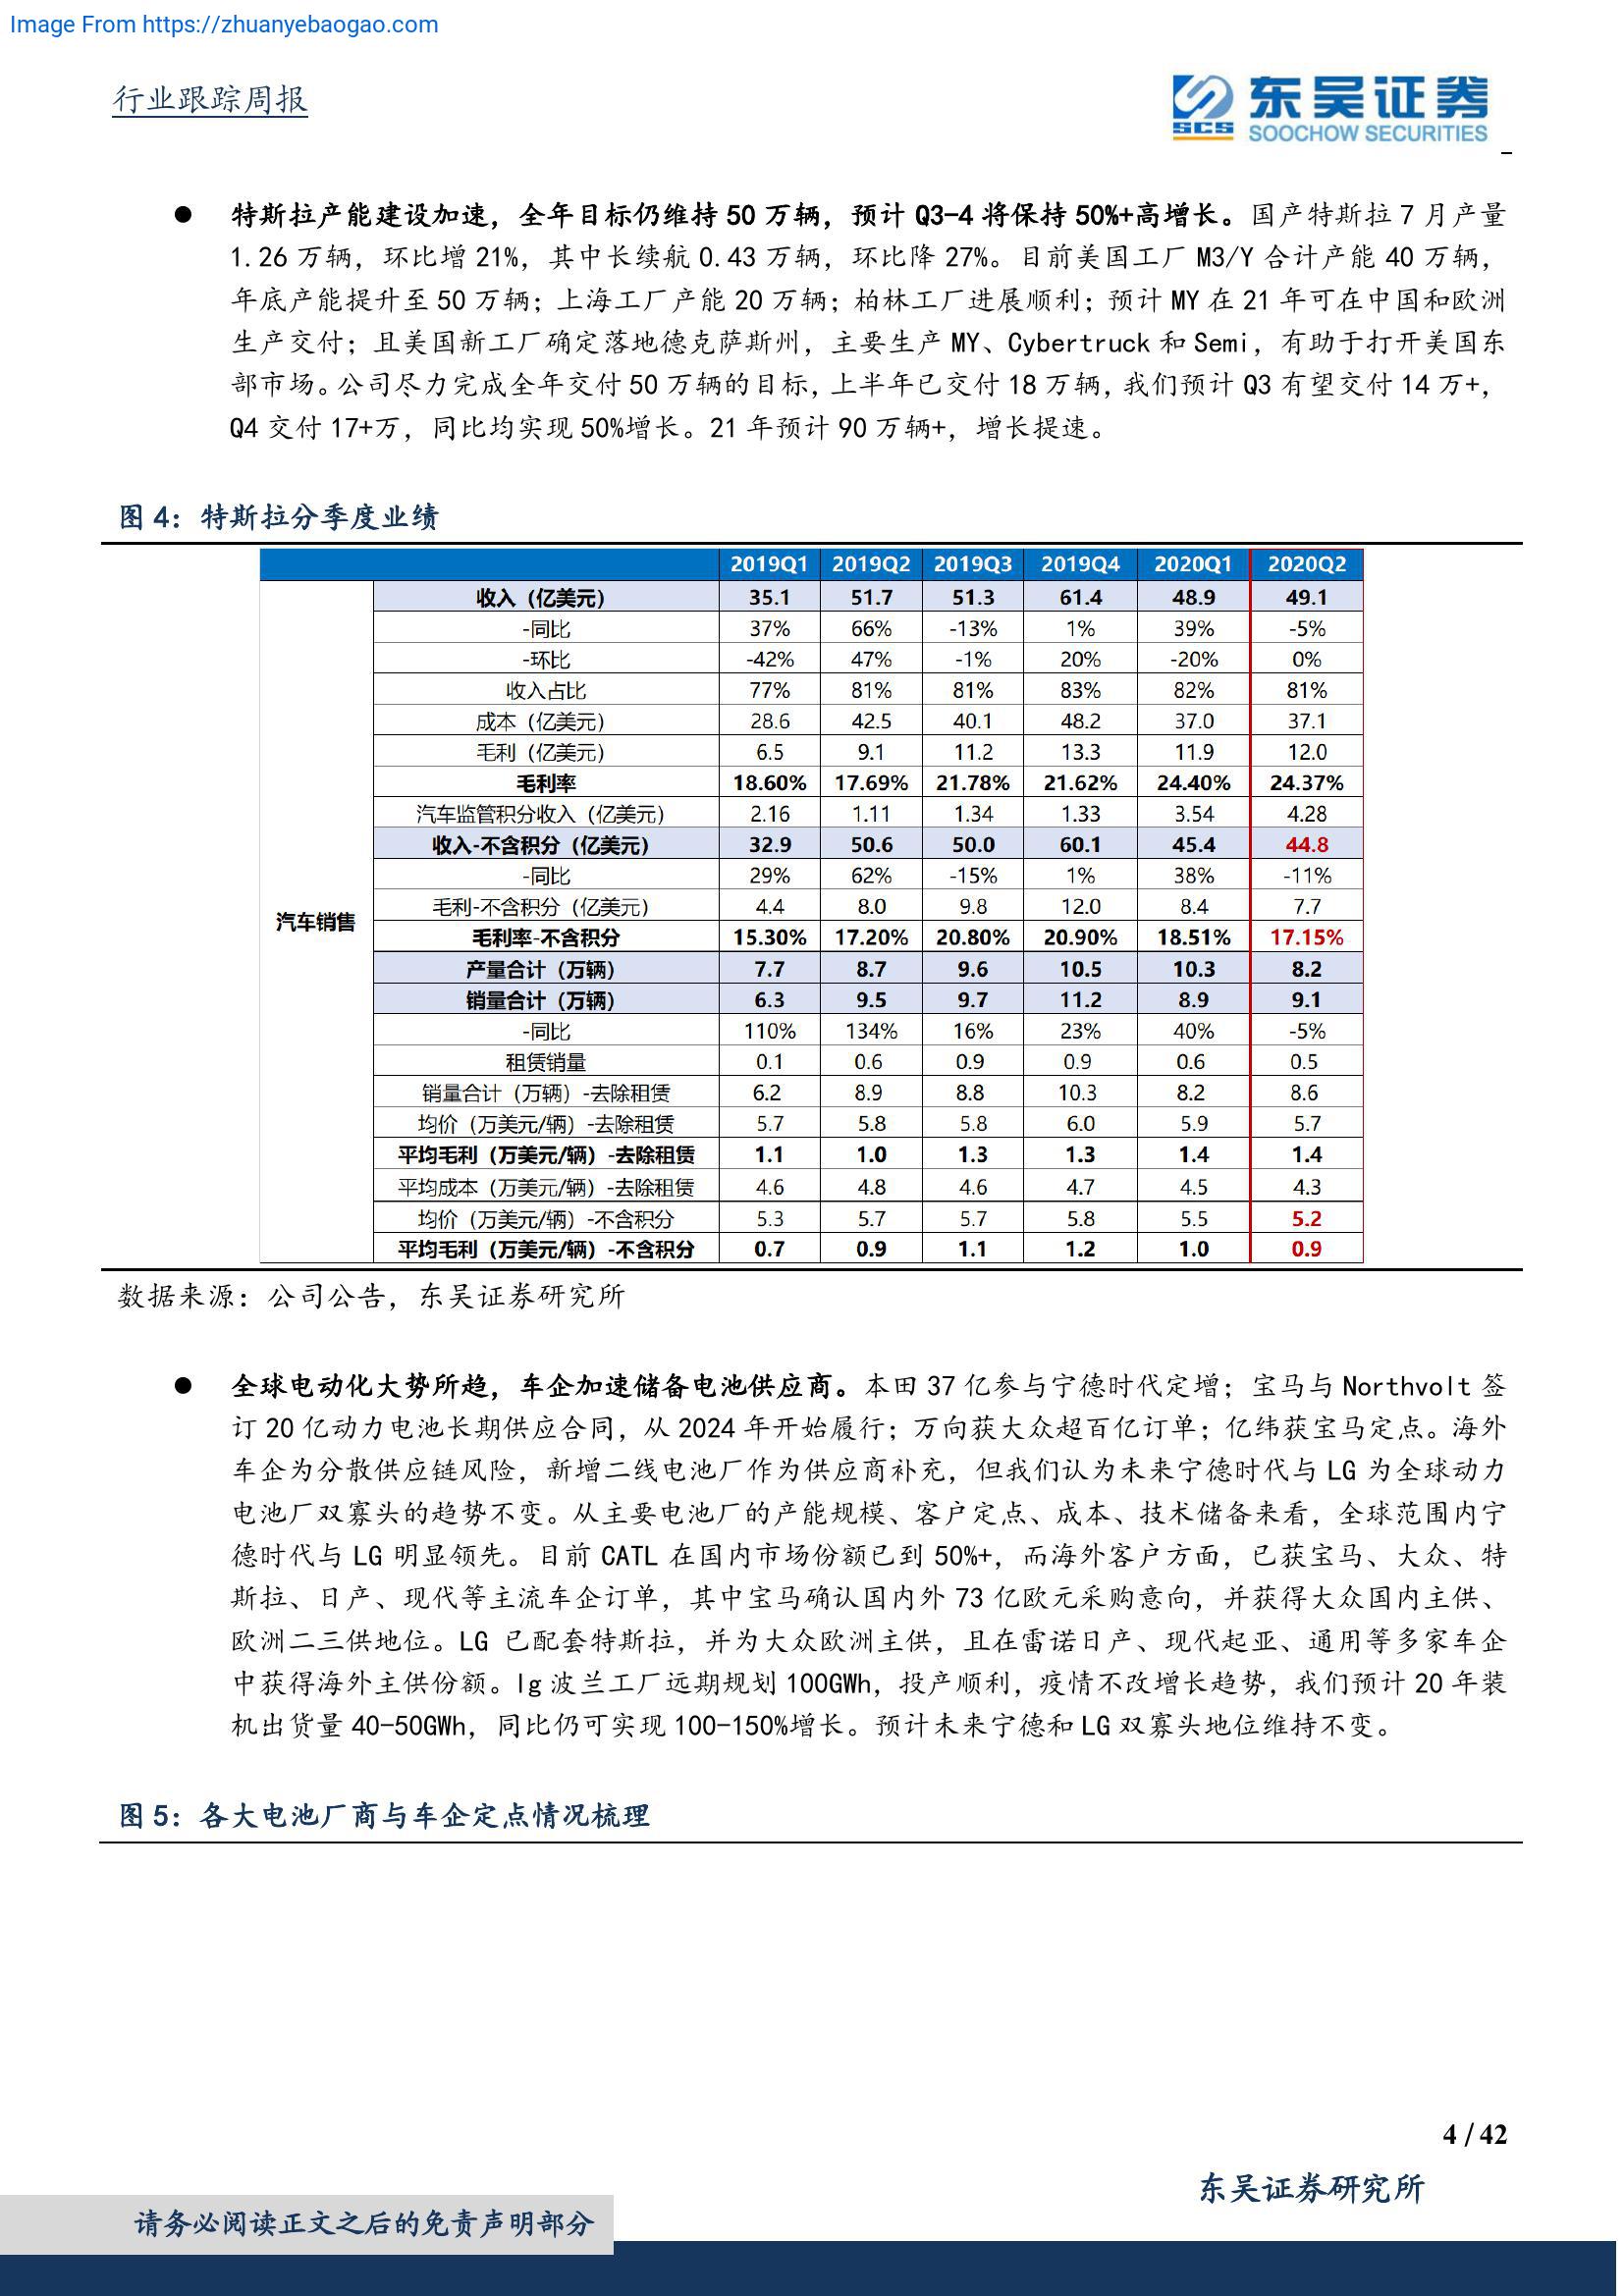 Image From https://zhuanyebaogao.com
行业跟踪周报
东吴证券
SCS
SOOCHOW SECURITIES
● 特斯拉产能建设加速，全年目标仍维持 50 万辆，预计 Q3-4 将保持 50%+高增长。国产特斯拉 7 月产量
1.26 万辆，环比增 21%，其中长续航 0.43 万辆，环比降 27%。目前美国工厂 M3/Y 合计产能 40 万辆，
年底产能提升至 50 万辆；上海工厂产能 20 万辆；柏林工厂进展顺利；预计 MY 在 21 年可在中国和欧洲
生产交付；且美国新工厂确定落地德克萨斯州，主要生产 MY、Cybertruck 和 Semi，有助于打开美国东
部市场。公司尽力完成全年交付 50 万辆的目标，上半年已交付 18 万辆，我们预计 Q3 有望交付 14 万+，
Q4 交付 17+万，同比均实现 50%增长。21 年预计 90 万辆+，增长提速。
图 4：特斯拉分季度业绩
2019Q1 2019Q2 2019Q3 2019Q4 2020Q1 2020Q2
收入（亿美元） 35.1 51.7 51.3 61.4 48.9 49.1
-同比 37% 66% -13% 1% 39% -5%
-环比 -42% 47% -1% 20% -20% 0%
收入占比 77% 81% 81% 83% 82% 81%
成本（亿美元） 28.6 42.5 40.1 48.2 37.0 37.1
毛利（亿美元） 6.5 9.1 11.2 13.3 11.9 12.0
毛利率 18.60% 17.69% 21.78% 21.62% 24.40% 24.37%
汽车监管积分收入（亿美元） 2.16 1.11 1.34 1.33 3.54 4.28
收入-不含积分（亿美元） 32.9 50.6 50.0 60.1 45.4 44.8
-同比 29% 62% -15% 1% 38% -11%
毛利-不含积分（亿美元） 4.4 8.0 9.8 12.0 8.4 7.7
汽车销售
毛利率-不含积分 15.30% 17.20% 20.80% 20.90% 18.51% 17.15%
产量合计（万辆） 7.7 8.7 9.6 10.5 10.3 8.2
销量合计（万辆） 6.3 9.5 9.7 11.2 8.9 9.1
-同比 110% 134% 16% 23% 40% -5%
租赁销量 0.1 0.6 0.9 0.9 0.6 0.5
销量合计（万辆）-去除租赁 6.2 8.9 8.8 10.3 8.2 8.6
均价（万美元/辆）-去除租赁 5.7 5.8 5.8 6.0 5.9 5.7
平均毛利（万美元/辆）-去除租赁 1.1 1.0 1.3 1.3 1.4 1.4
平均成本（万美元/辆）-去除租赁 4.6 4.8 4.6 4.7 4.5 4.3
均价（万美元/辆）-不含积分 5.3 5.7 5.7 5.8 5.5 5.2
平均毛利（万美元/辆）-不含积分 0.7 0.9 1.1 1.2 1.0 0.9
数据来源：公司公告，东吴证券研究所
● 全球电动化大势所趋，车企加速储备电池供应商。本田 37 亿参与宁德时代定增；宝马与 Northvolt 签
订 20 亿动力电池长期供应合同，从 2024 年开始履行；万向获大众超百亿订单；亿纬获宝马定点。海外
车企为分散供应链风险，新增二线电池厂作为供应商补充，但我们认为未来宁德时代与 LG 为全球动力
电池厂双寡头的趋势不变。从主要电池厂的产能规模、客户定点、成本、技术储备来看，全球范围内宁
德时代与 LG 明显领先。目前 CATL 在国内市场份额已到 50%+，而海外客户方面，已获宝马、大众、特
斯拉、日产、现代等主流车企订单，其中宝马确认国内外 73 亿欧元采购意向，并获得大众国内主供、
欧洲二三供地位。LG 已配套特斯拉，并为大众欧洲主供，且在雷诺日产、现代起亚、通用等多家车企
中获得海外主供份额。lg 波兰工厂远期规划 100GWh，投产顺利，疫情不改增长趋势，我们预计 20 年装
机出货量 40-50GWh，同比仍可实现 100-150%增长。预计未来宁德和 LG 双寡头地位维持不变。
图 5：各大电池厂商与车企定点情况梳理
4 / 42
东吴证券研究所
请务必阅读正文之后的免责声明部分